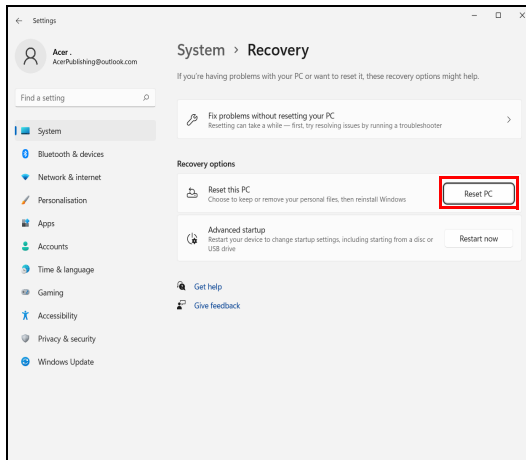 Settings
Acer .
AcerPublishing@outlook.com
Find a setting
System
Bluetooth & devices
Network & internet
Personalisation
Apps
Accounts
Time & language
Gaming
Accessibility
Privacy & security
Windows Update
System > Recovery
If you're having problems with your PC or want to reset it, these recovery options might help.
Fix problems without resetting your PC
Resetting can take a while — first, try resolving issues by running a troubleshooter
Recovery options
Reset this PC
Choose to keep or remove your personal files, then reinstall Windows
Reset PC
Advanced startup
Restart your device to change startup settings, including starting from a disc or
USB drive
Restart now
Get help
Give feedback